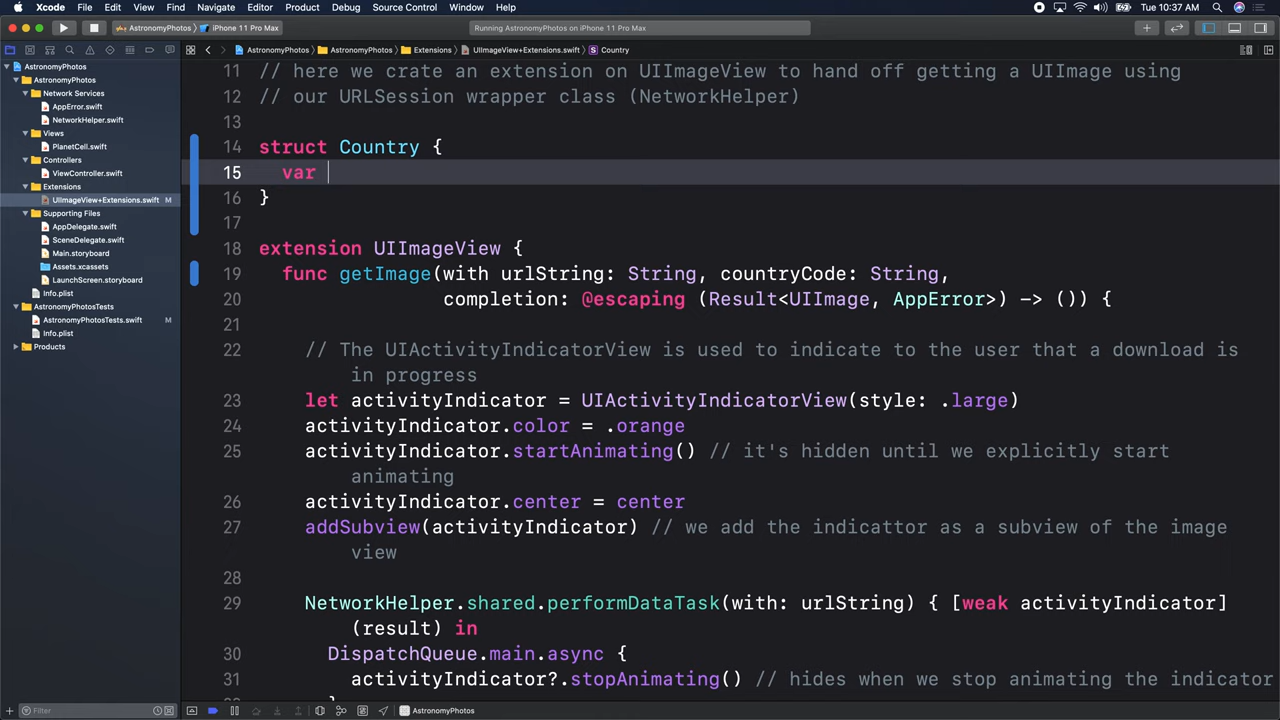 Xcode File Edit View Find Navigate Editor Product Debug Source Control Window Help Tue 10:37 AM
AstronomyPhotos iPhone 11 Pro Max Running AstronomyPhotos on iPhone 11 Pro Max
AstronomyPhotos AstronomyPhotos Extensions UIImageView+Extensions.swift Country
AstronomyPhotos
AstronomyPhotos
Network Services
AppError.swift
NetworkHelper.swift
Views
PlanetCell.swift
Controllers
ViewController.swift
Extensions
UIImageView+Extensions.swift M
Supporting Files
AppDelegate.swift
SceneDelegate.swift
Main.storyboard
Assets.xcassets
LaunchScreen.storyboard
Info.plist
AstronomyPhotosTests
AstronomyPhotosTests.swift M
Info.plist
Products
11 // here we crate an extension on UIImageView to hand off getting a UIImage using
12 // our URLSession wrapper class (NetworkHelper)
13
14 struct Country {
15 var
16 }
17
18 extension UIImageView {
19 func getImage(with urlString: String, countryCode: String,
20 completion: @escaping (Result<UIImage, AppError>) -> ()) {
21
22 // The UIActivityIndicatorView is used to indicate to the user that a download is
in progress
23 let activityIndicator = UIActivityIndicatorView(style: .large)
24 activityIndicator.color = .orange
25 activityIndicator.startAnimating() // it's hidden until we explicitly start
animating
26 activityIndicator.center = center
27 addSubview(activityIndicator) // we add the indicattor as a subview of the image
view
28
29 NetworkHelper.shared.performDataTask(with: urlString) { [weak activityIndicator]
(result) in
30 DispatchQueue.main.async {
31 activityIndicator?.stopAnimating() // hides when we stop animating the indicator
Filter AstronomyPhotos